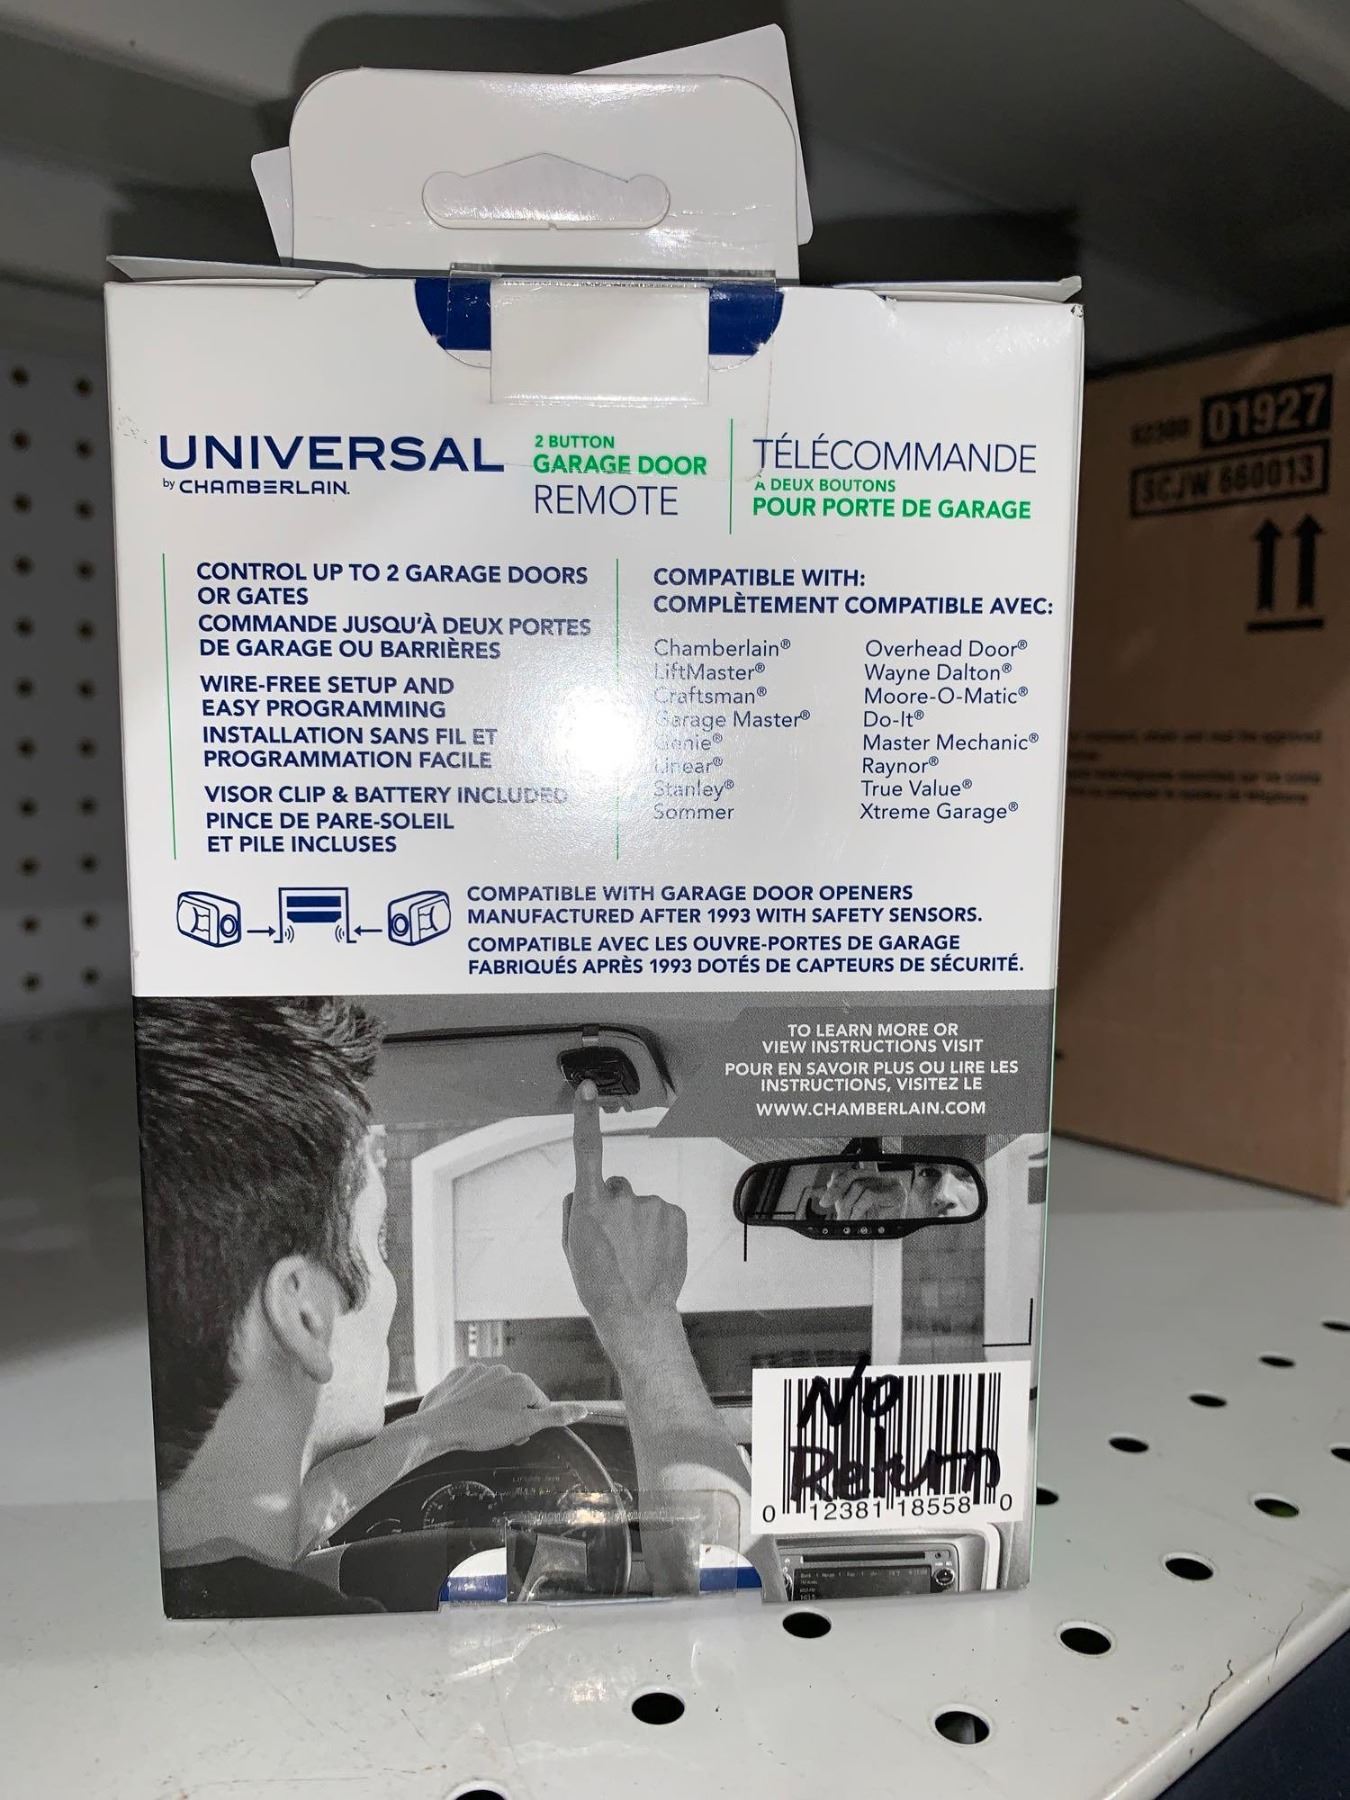 UNIVERSAL
by CHAMBERLAIN.
2 BUTTON
GARAGE DOOR
REMOTE
TÉLÉCOMMANDE
À DEUX BOUTONS
POUR PORTE DE GARAGE
CONTROL UP TO 2 GARAGE DOORS
OR GATES
COMMANDE JUSQU'À DEUX PORTES
DE GARAGE OU BARRIÈRES
WIRE-FREE SETUP AND
EASY PROGRAMMING
INSTALLATION SANS FIL ET
PROGRAMMATION FACILE
VISOR CLIP & BATTERY INCLUDED
PINCE DE PARE-SOLEIL
ET PILE INCLUSES
COMPATIBLE WITH:
COMPLÈTEMENT COMPATIBLE AVEC:
Chamberlain®
LiftMaster®
Craftsman®
Garage Master®
Genie®
Linear®
Stanley®
Sommer
Overhead Door®
Wayne Dalton®
Moore-O-Matic®
Do-It®
Master Mechanic®
Raynor®
True Value®
Xtreme Garage®
COMPATIBLE WITH GARAGE DOOR OPENERS
MANUFACTURED AFTER 1993 WITH SAFETY SENSORS.
COMPATIBLE AVEC LES OUVRE-PORTES DE GARAGE
FABRIQUÉS APRÈS 1993 DOTÉS DE CAPTEURS DE SÉCURITÉ.
TO LEARN MORE OR
VIEW INSTRUCTIONS VISIT
POUR EN SAVOIR PLUS OU LIRE LES
INSTRUCTIONS, VISITEZ LE
WWW.CHAMBERLAIN.COM
No
Return
0 12381 18558 0
01927
SCJW 660013